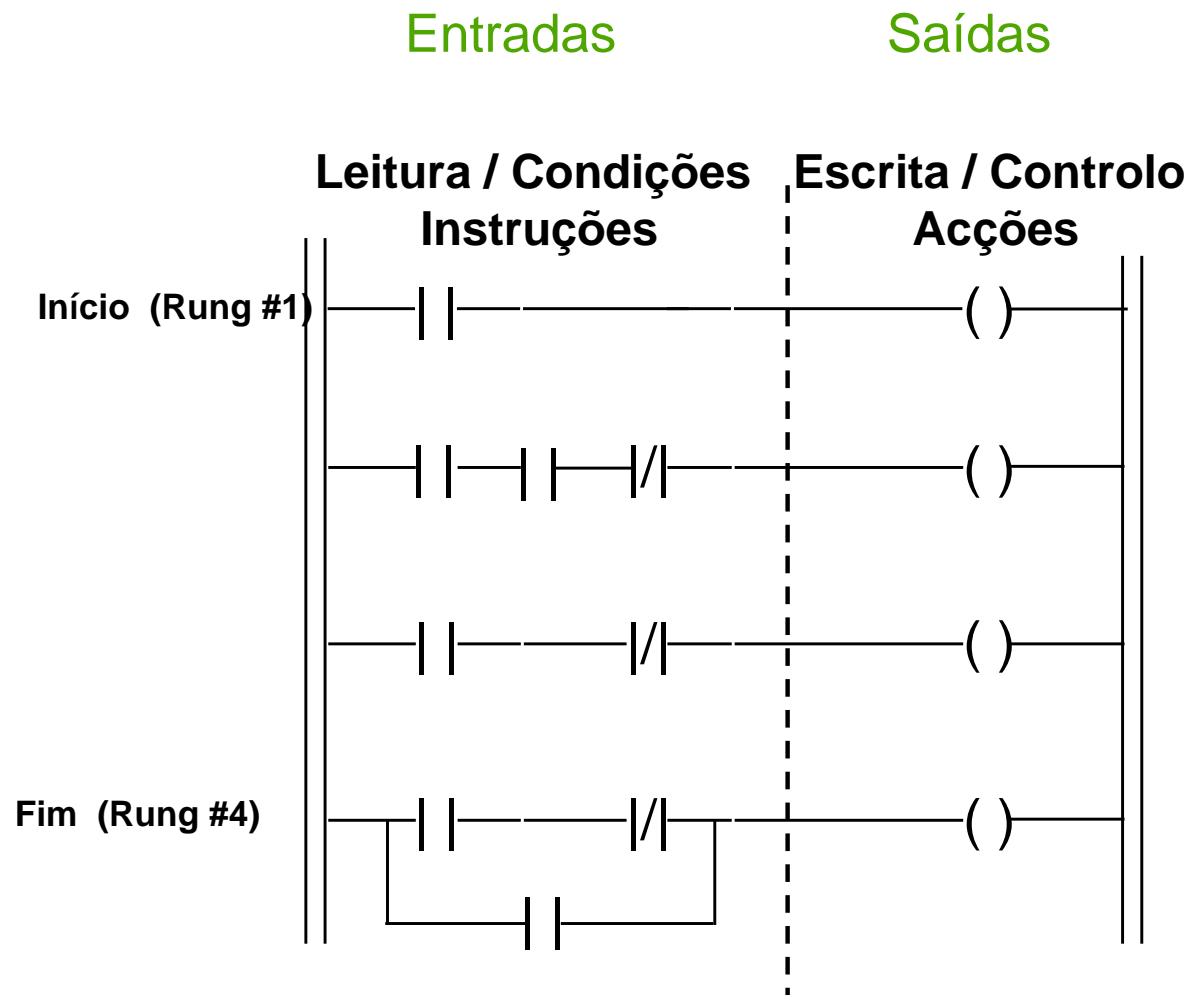 Entradas Saídas
Leitura / Condições Escrita / Controlo
Instruções Acções
Início (Rung #1)
Fim (Rung #4)